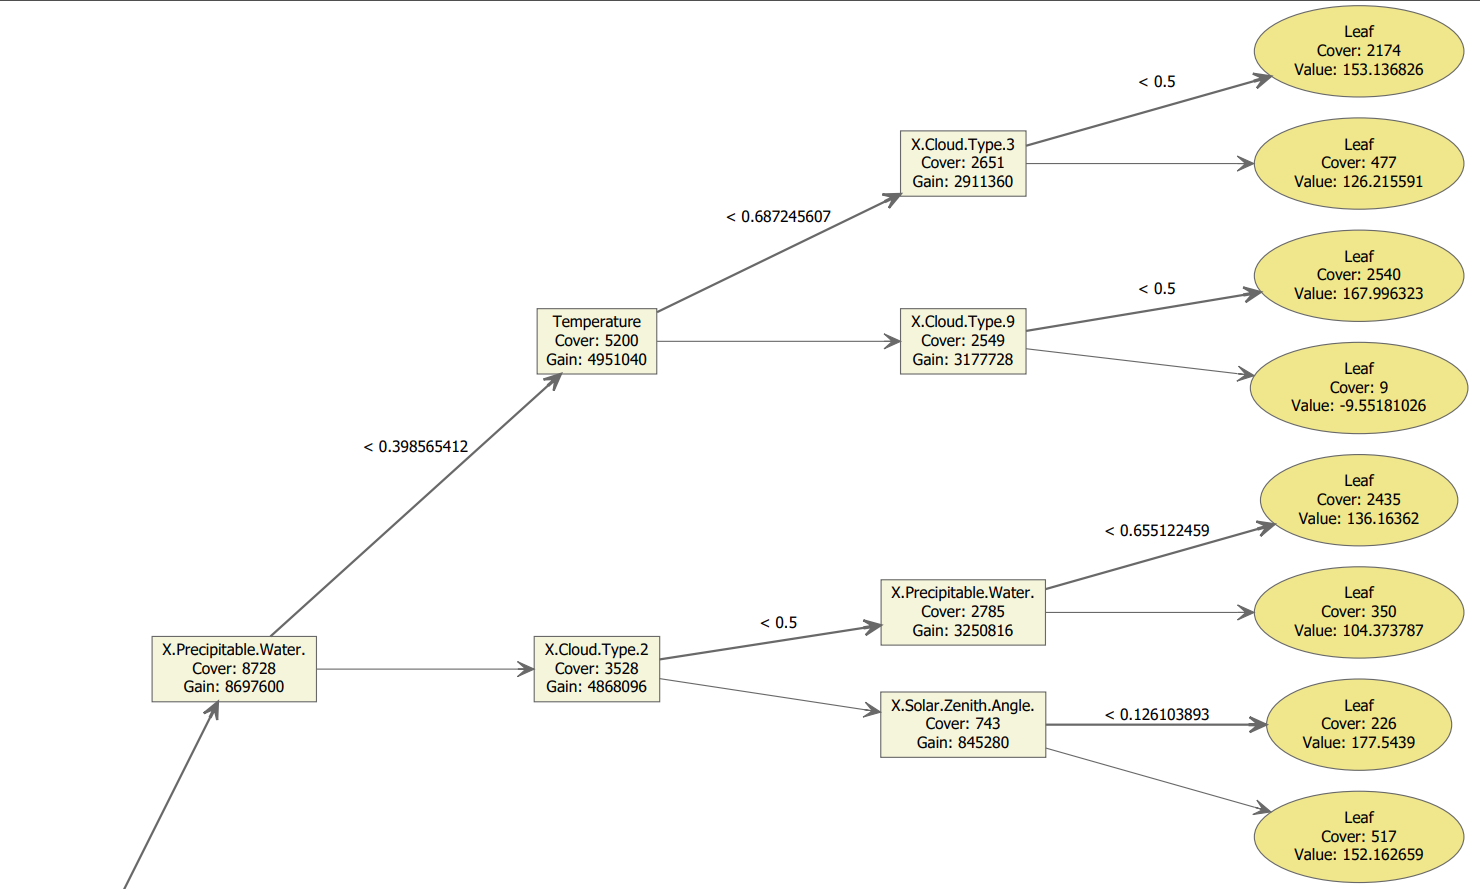 Leaf
Cover: 2174
Value: 153.136826
< 0.5
X.Cloud.Type.3
Cover: 2651
Gain: 2911360
Leaf
Cover: 477
Value: 126.215591
< 0.687245607
Leaf
Cover: 2540
Value: 167.996323
< 0.5
Temperature
Cover: 5200
Gain: 4951040
X.Cloud.Type.9
Cover: 2549
Gain: 3177728
Leaf
Cover: 9
Value: -9.55181026
< 0.398565412
Leaf
Cover: 2435
Value: 136.16362
< 0.655122459
X.Precipitable.Water.
Cover: 2785
Gain: 3250816
Leaf
Cover: 350
Value: 104.373787
< 0.5
X.Precipitable.Water.
Cover: 8728
Gain: 8697600
X.Cloud.Type.2
Cover: 3528
Gain: 4868096
X.Solar.Zenith.Angle.
Cover: 743
Gain: 845280
< 0.126103893
Leaf
Cover: 226
Value: 177.5439
Leaf
Cover: 517
Value: 152.162659